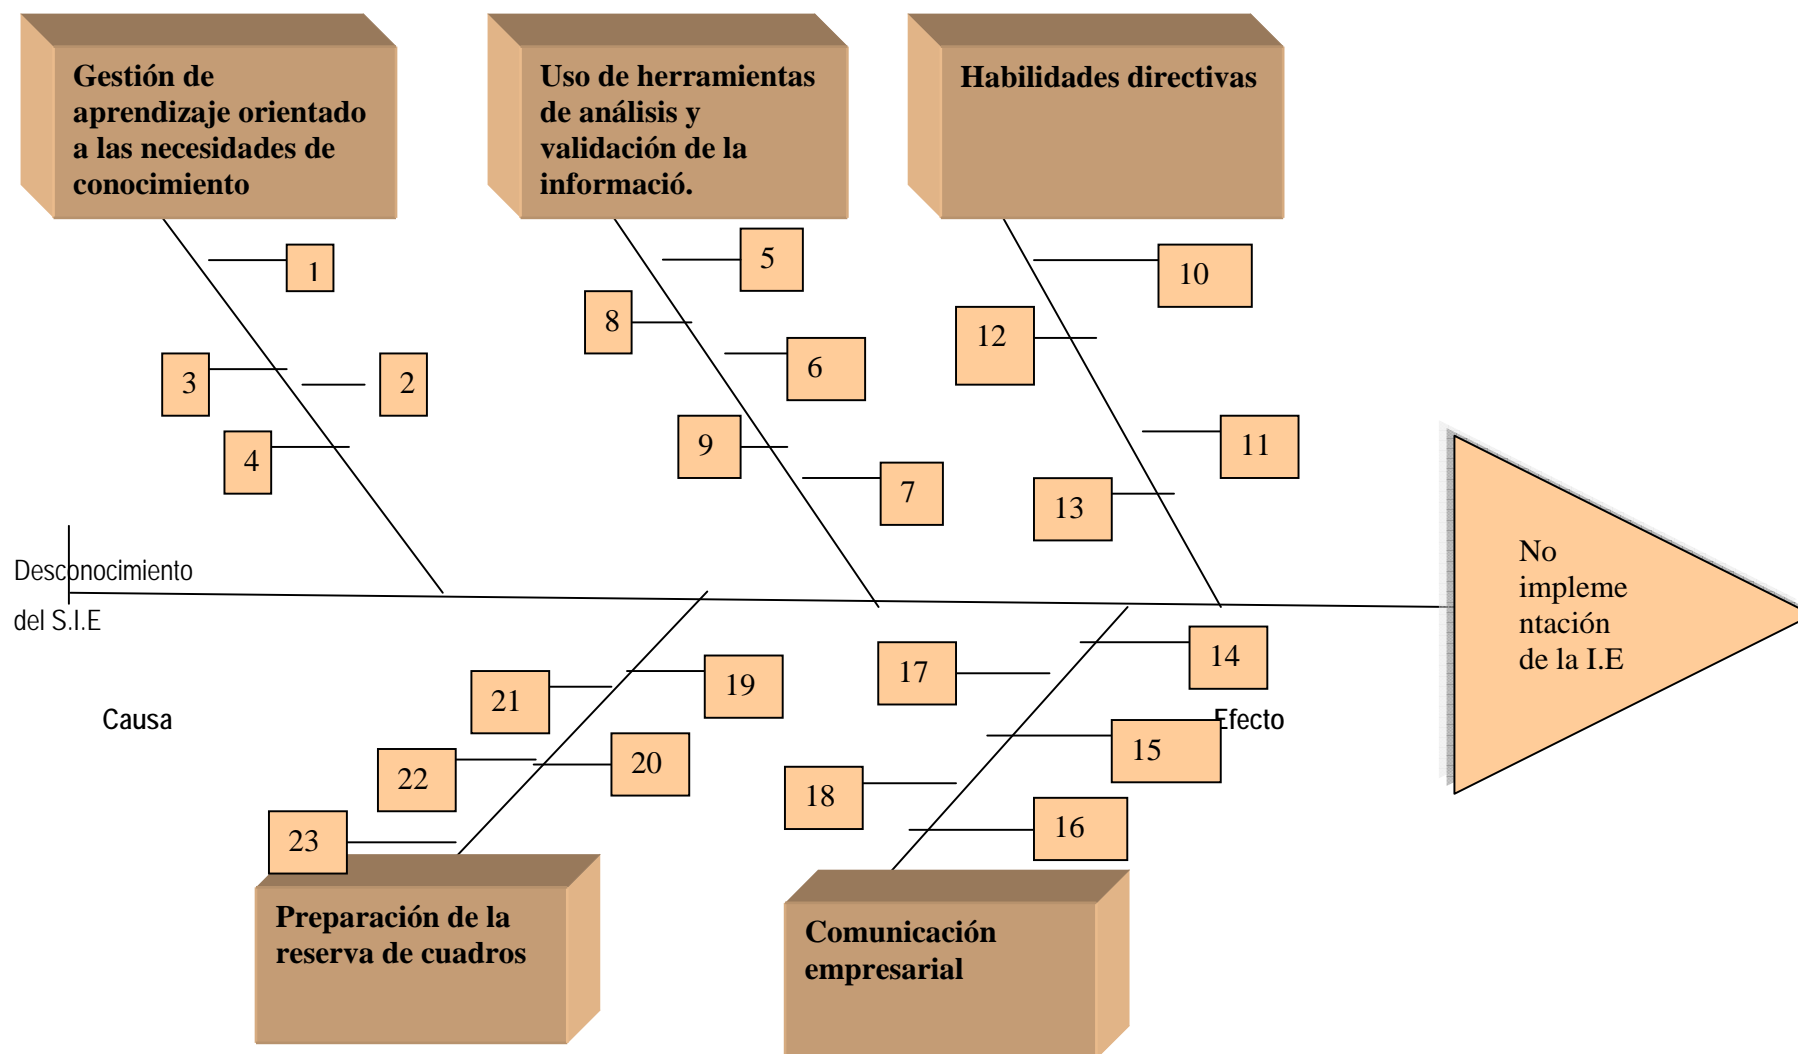 Gestión de
aprendizaje orientado
a las necesidades de
conocimiento
Uso de herramientas
de análisis y
validación de la
informació.
Habilidades directivas
1
5
10
8
12
3
2
6
4
9
11
7
13
Desconocimiento
del S.I.E
No
impleme
ntación
de la I.E
21
19
17
14
Causa
Efecto
22
20
15
18
23
16
Preparación de la
reserva de cuadros
Comunicación
empresarial